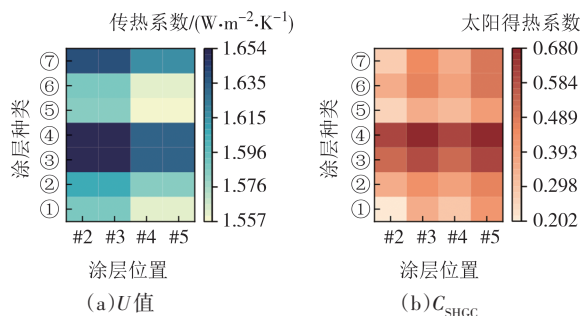 传热系数/(W·m⁻²·K⁻¹)
⑦
⑥
⑤
④
③
②
①
涂层种类
#2 #3 #4 #5
涂层位置
1.654
1.635
1.615
1.596
1.576
1.557
(a)U值
太阳得热系数
⑦
⑥
⑤
④
③
②
①
涂层种类
#2 #3 #4 #5
涂层位置
0.680
0.584
0.489
0.393
0.298
0.202
(b)C_SHGC